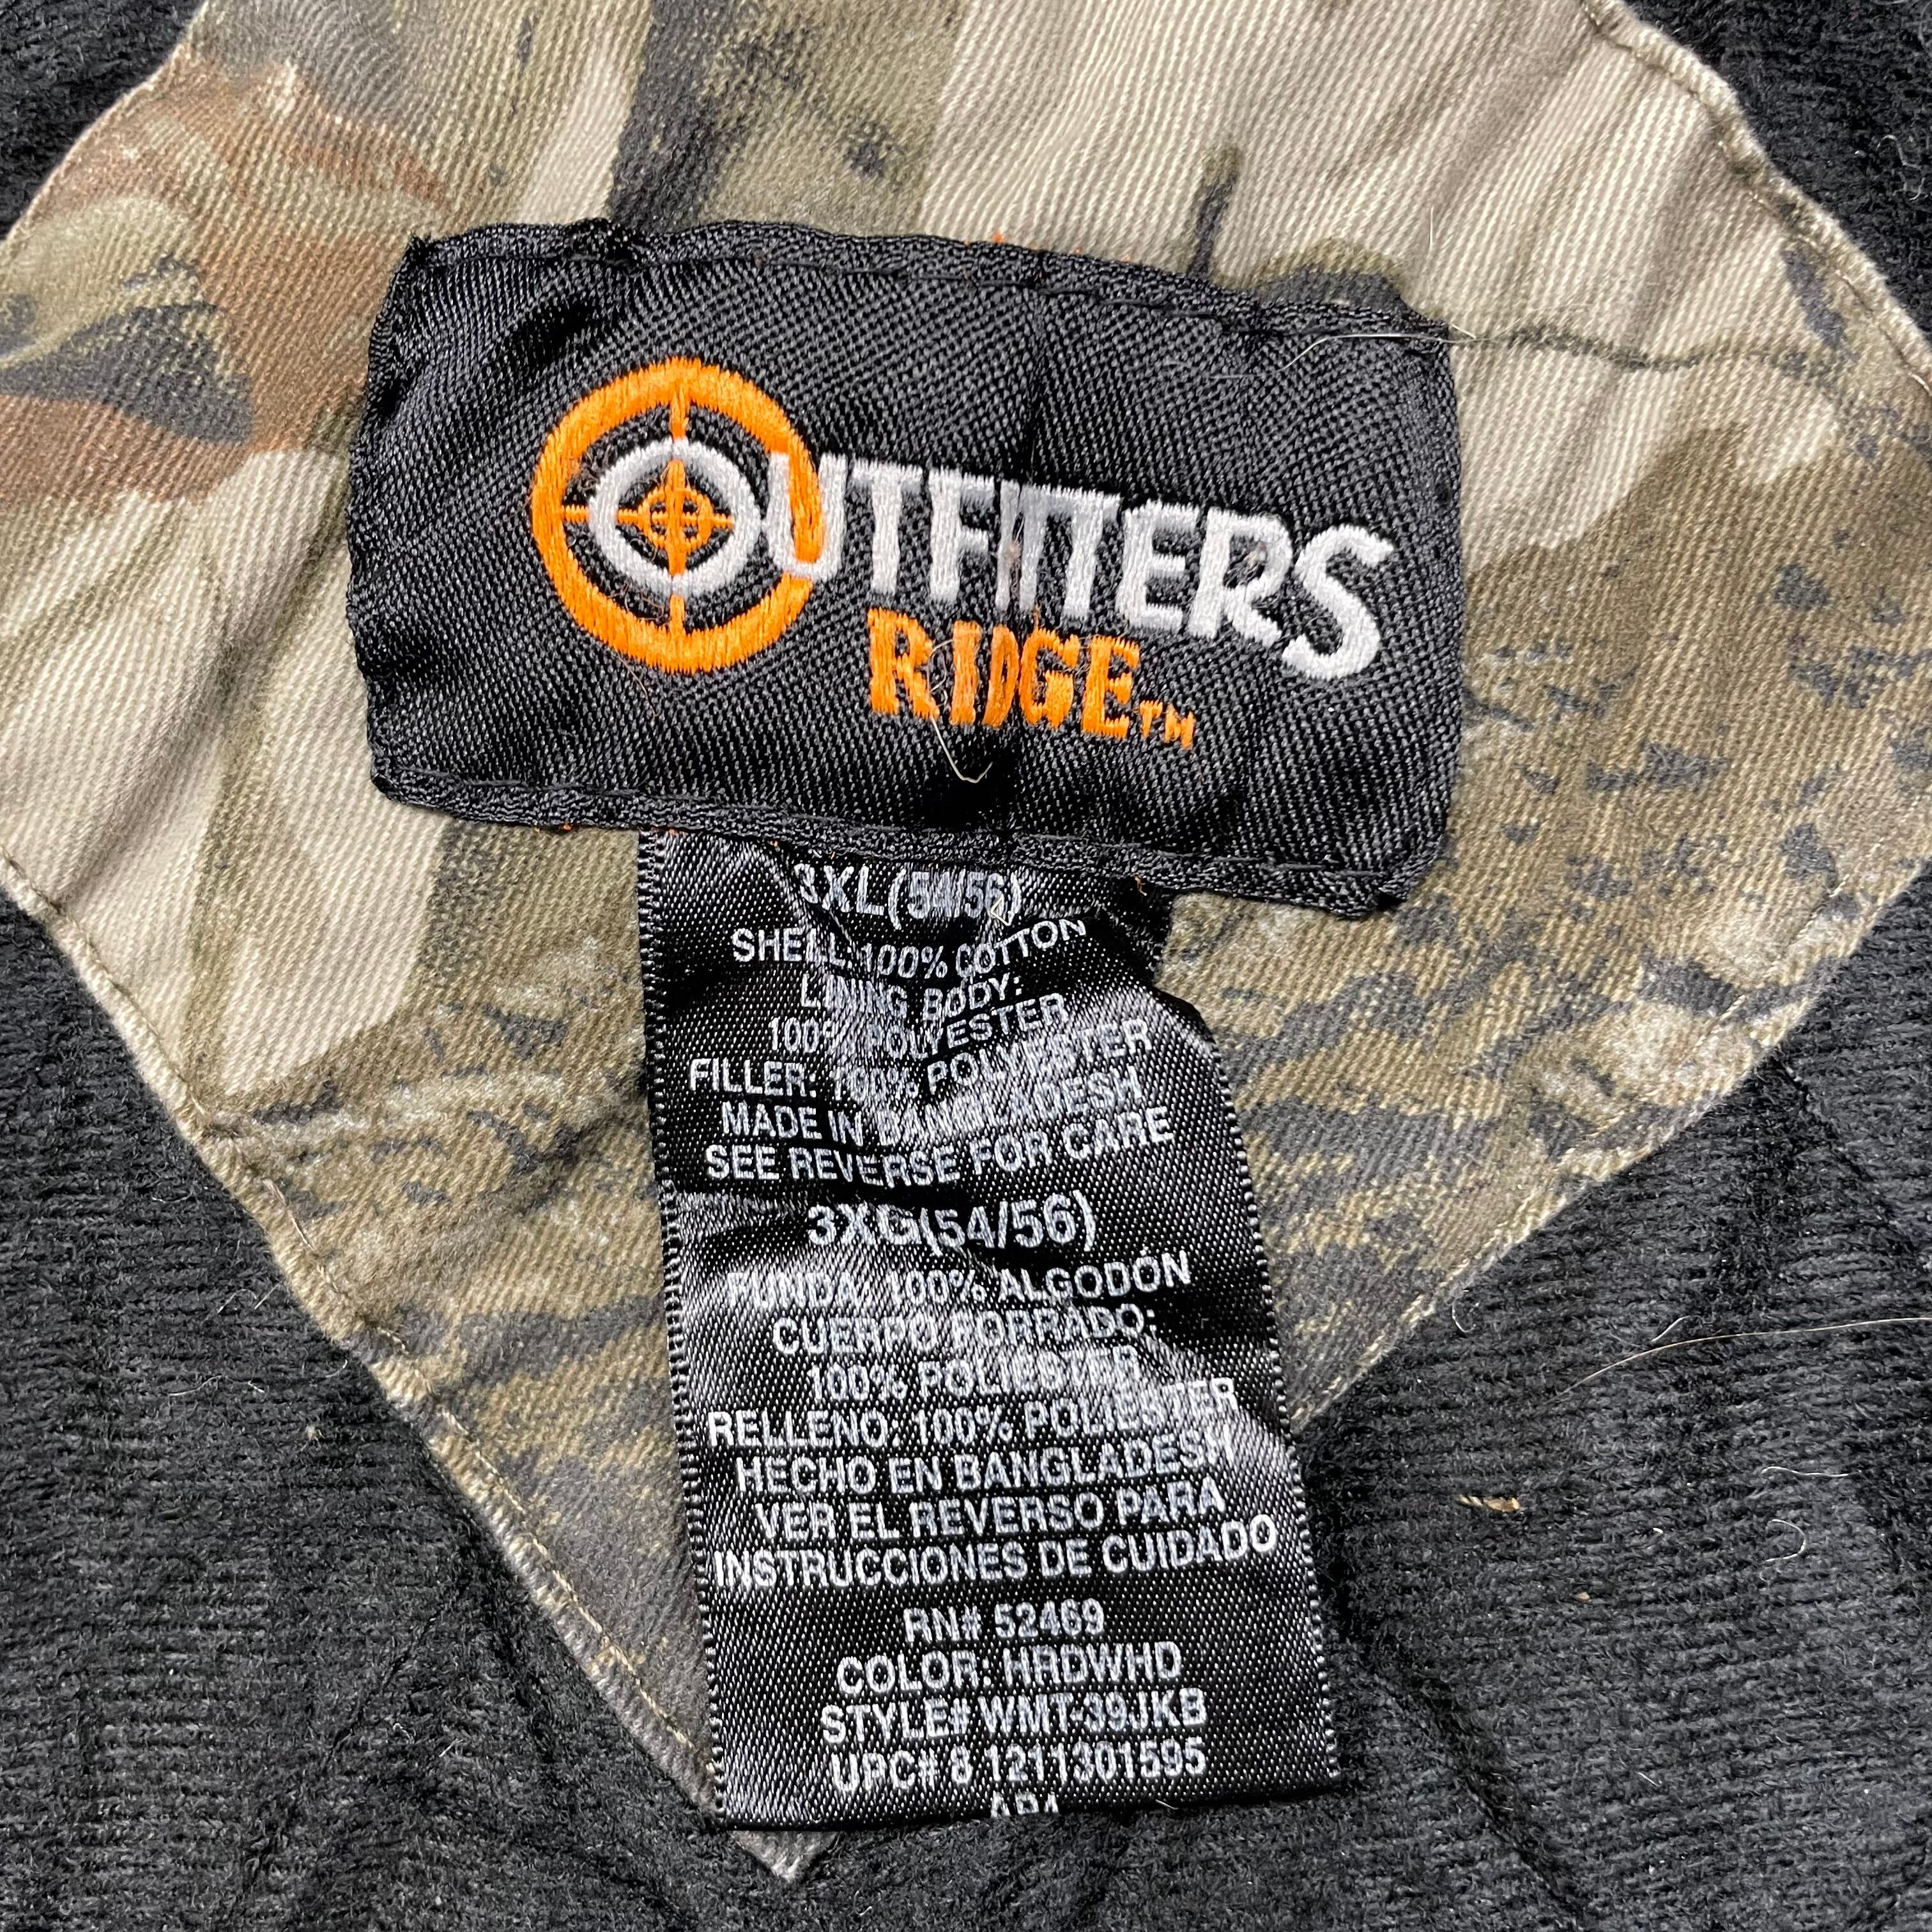 OUTFITTERS
RIDGE™
3XL(54/56)
SHELL: 100% COTTON
LINING BODY:
100% POLYESTER
FILLER: 100% POLYESTER
MADE IN BANGLADESH
SEE REVERSE FOR CARE
3XG(54/56)
FUNDA: 100% ALGODÓN
CUERPO FORRADO:
100% POLIESTER
RELLENO: 100% POLIESTER
HECHO EN BANGLADESH
VER EL REVERSO PARA
INSTRUCCIONES DE CUIDADO
RN# 52469
COLOR: HRDWHD
STYLE# WMT-39JKB
UPC# 8 1211301595